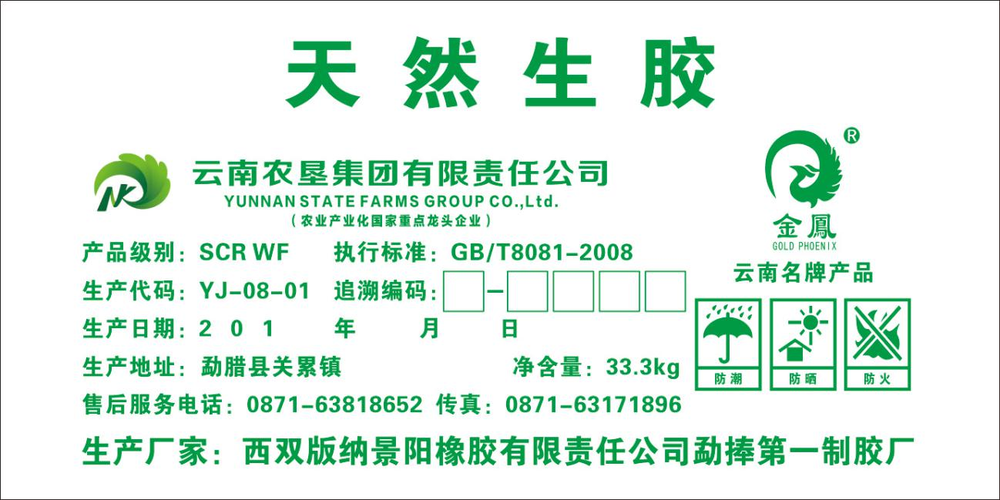 天然生胶
NK
云南农垦集团有限责任公司
YUNNAN STATE FARMS GROUP CO.,Ltd.
（农业产业化国家重点龙头企业）
®
金鳳
GOLD PHOENIX
云南名牌产品
产品级别：SCR WF 执行标准：GB/T8081-2008
生产代码：YJ-08-01 追溯编码：□-□□□□
生产日期：2 0 1 年 月 日
生产地址：勐腊县关累镇 净含量：33.3kg
防潮 防晒 防火
售后服务电话：0871-63818652 传真：0871-63171896
生产厂家：西双版纳景阳橡胶有限责任公司勐捧第一制胶厂